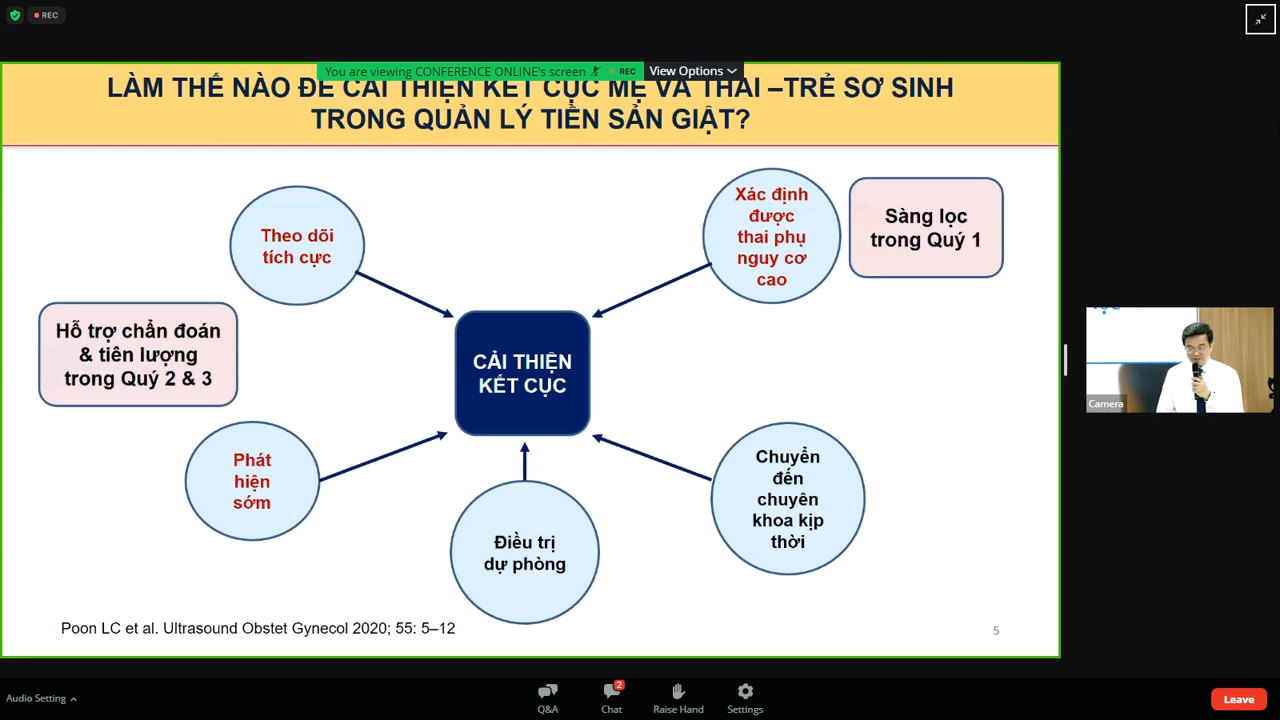 REC
You are viewing CONFERENCE ONLINE's screen
REC
View Options
LÀM THẾ NÀO ĐỂ CẢI THIỆN KẾT CỤC MẸ VÀ THAI –TRẺ SƠ SINH
TRONG QUẢN LÝ TIỀN SẢN GIẬT?
Theo dõi
tích cực
Xác định
được
thai phụ
nguy cơ
cao
Sàng lọc
trong Quý 1
Hỗ trợ chẩn đoán
& tiên lượng
trong Quý 2 & 3
CẢI THIỆN
KẾT CỤC
Phát
hiện
sớm
Điều trị
dự phòng
Chuyển
đến
chuyên
khoa kịp
thời
Poon LC et al. Ultrasound Obstet Gynecol 2020; 55: 5–12
5
Camera
Audio Setting
Q&A
2
Chat
Raise Hand
Settings
Leave